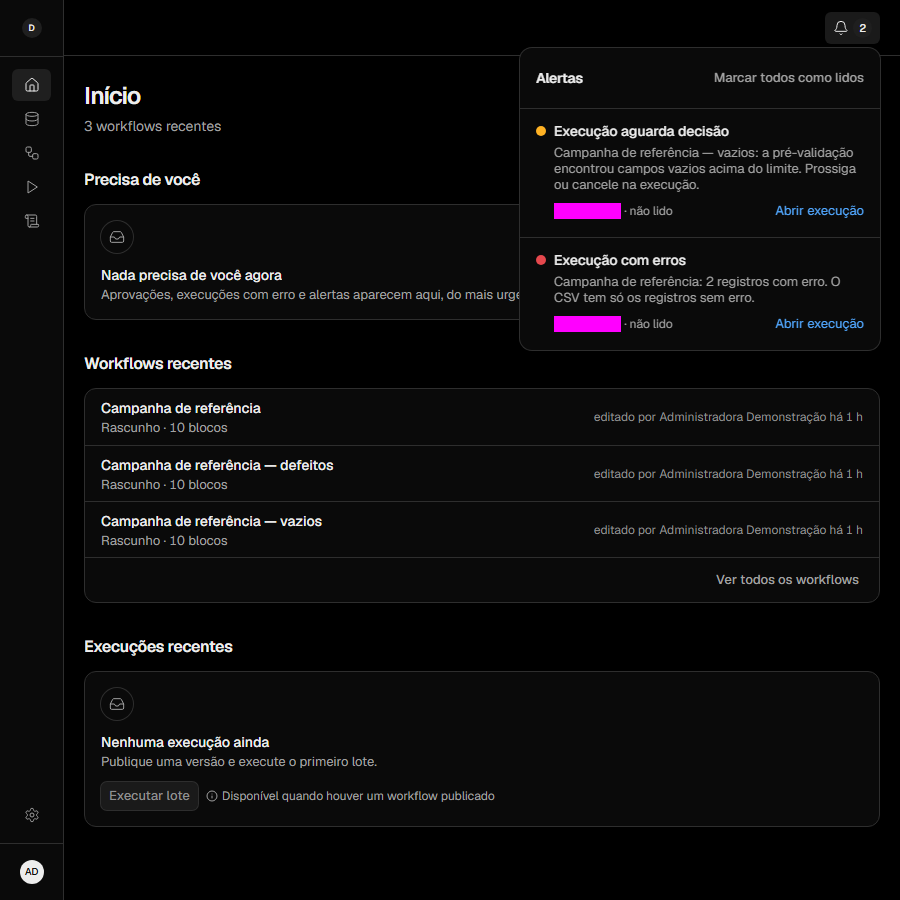 D
2
Início
3 workflows recentes
Alertas
Marcar todos como lidos
Execução aguarda decisão
Campanha de referência — vazios: a pré-validação
encontrou campos vazios acima do limite. Prossiga
ou cancele na execução.
· não lido
Abrir execução
Execução com erros
Campanha de referência: 2 registros com erro. O
CSV tem só os registros sem erro.
· não lido
Abrir execução
Precisa de você
Nada precisa de você agora
Aprovações, execuções com erro e alertas aparecem aqui, do mais urge
Workflows recentes
Campanha de referência
Rascunho · 10 blocos
editado por Administradora Demonstração há 1 h
Campanha de referência — defeitos
Rascunho · 10 blocos
editado por Administradora Demonstração há 1 h
Campanha de referência — vazios
Rascunho · 10 blocos
editado por Administradora Demonstração há 1 h
Ver todos os workflows
Execuções recentes
Nenhuma execução ainda
Publique uma versão e execute o primeiro lote.
Executar lote
Disponível quando houver um workflow publicado
AD